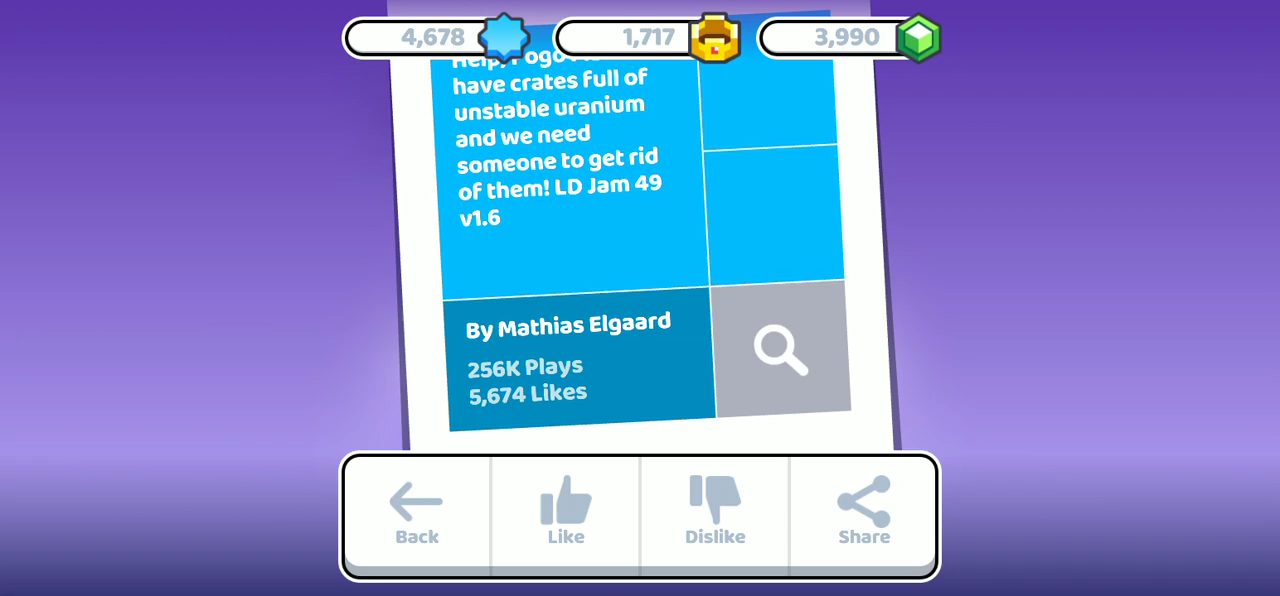 4,678
1,717
3,990
Help, Pogo
have crates full of
unstable uranium
and we need
someone to get rid
of them! LD Jam 49
v1.6
By Mathias Elgaard
256K Plays
5,674 Likes
Back
Like
Dislike
Share